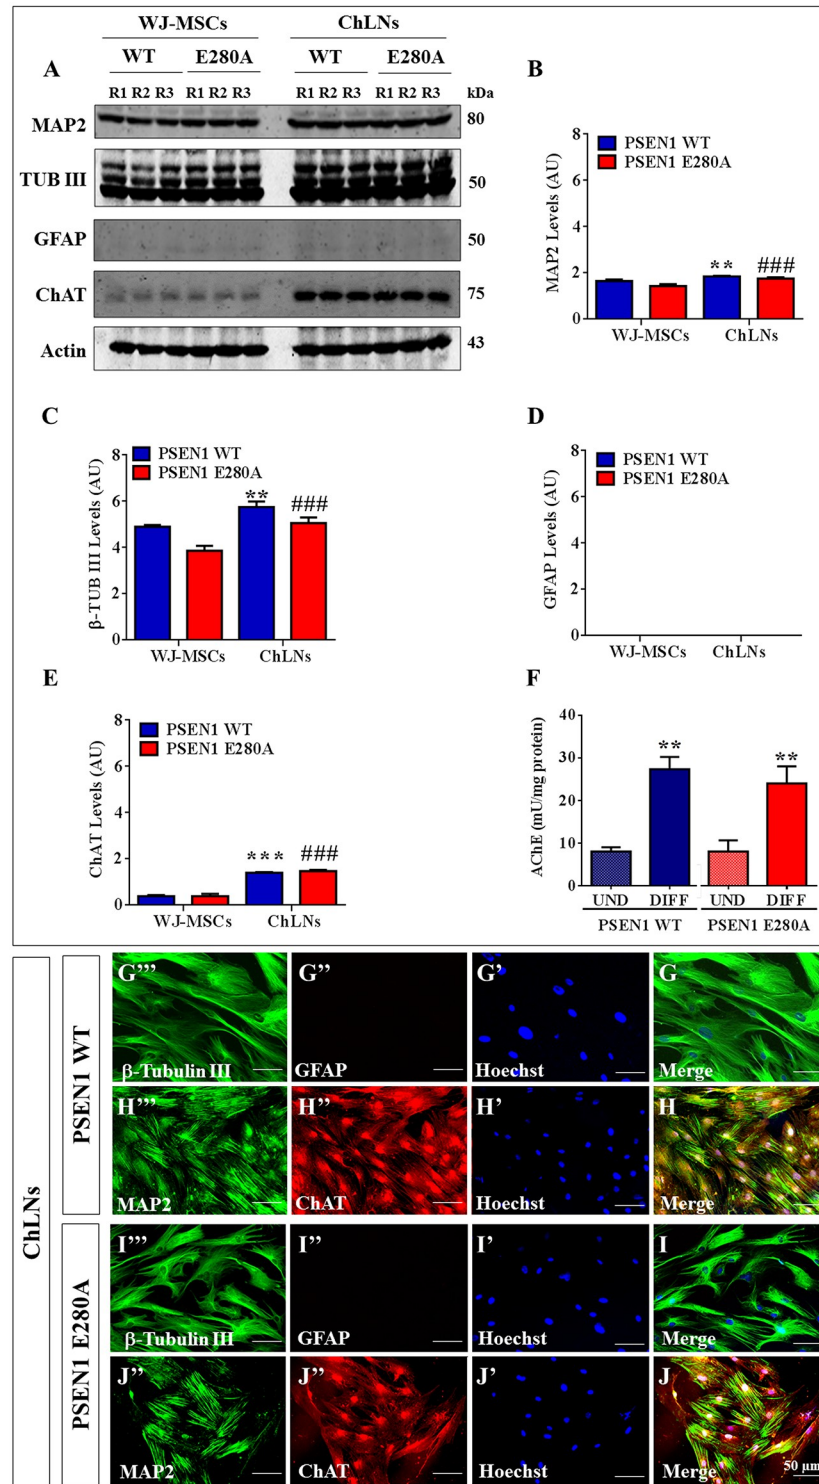 WJ-MSCs ChLNs
A WT E280A WT E280A
R1 R2 R3 R1 R2 R3 R1 R2 R3 R1 R2 R3 kDa
MAP2 80
TUB III 50
GFAP 50
ChAT 75
Actin 43
B
PSEN1 WT
PSEN1 E280A
MAP2 Levels (AU)
8
6
4
2
0
** ###
WJ-MSCs ChLNs
C
PSEN1 WT
PSEN1 E280A
β-TUB III Levels (AU)
8
6
4
2
0
** ###
WJ-MSCs ChLNs
D
PSEN1 WT
PSEN1 E280A
GFAP Levels (AU)
8
6
4
2
0
WJ-MSCs ChLNs
E
PSEN1 WT
PSEN1 E280A
ChAT Levels (AU)
8
6
4
2
0
*** ###
WJ-MSCs ChLNs
F
AChE (mU/mg protein)
40
30
20
10
0
** **
UND DIFF UND DIFF
PSEN1 WT PSEN1 E280A
ChLNs
PSEN1 WT
G''' G'' G' G
β-Tubulin III GFAP Hoechst Merge
H''' H'' H' H
MAP2 ChAT Hoechst Merge
PSEN1 E280A
I''' I'' I' I
β-Tubulin III GFAP Hoechst Merge
J'' J'' J' J
MAP2 ChAT Hoechst Merge 50 μm